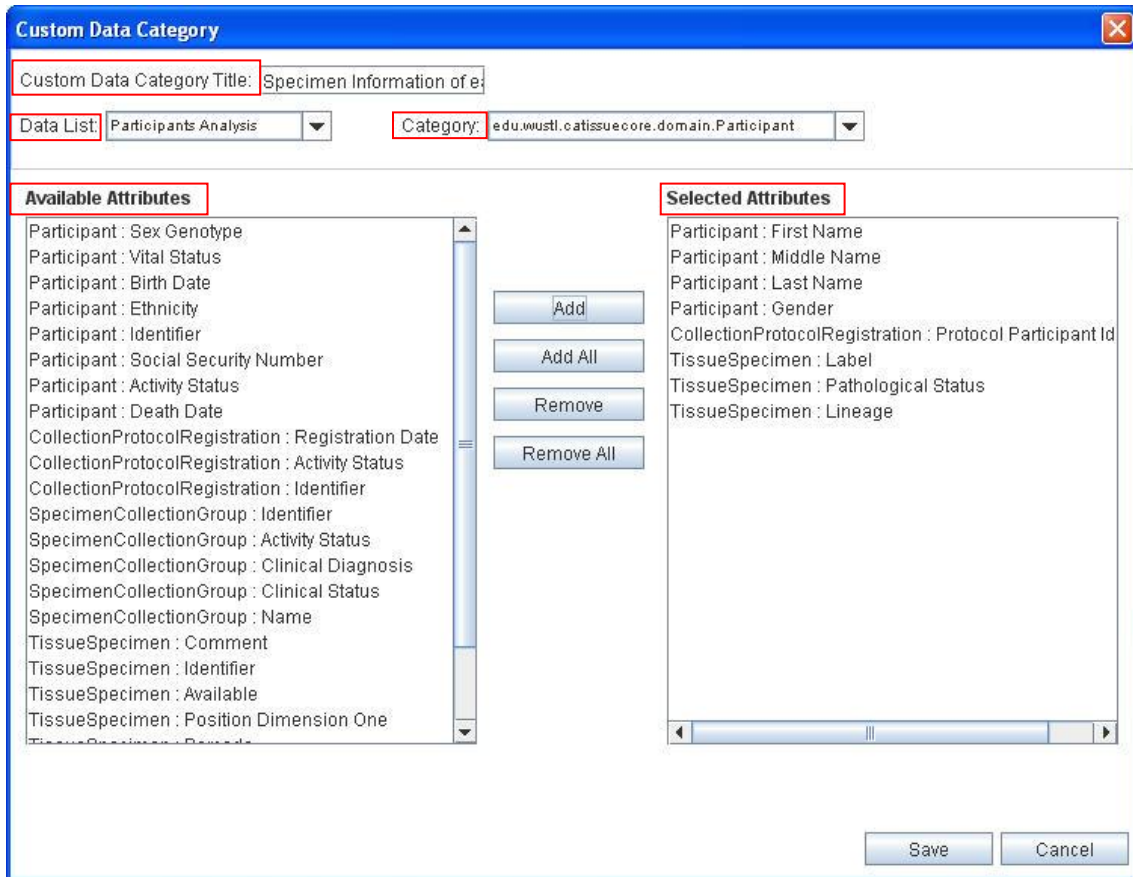 Custom Data Category
Custom Data Category Title: Specimen Information of ea
Data List: Participants Analysis Category: edu.wustl.catissuecore.domain.Participant
Available Attributes
Participant : Sex Genotype
Participant : Vital Status
Participant : Birth Date
Participant : Ethnicity
Participant : Identifier
Participant : Social Security Number
Participant : Activity Status
Participant : Death Date
CollectionProtocolRegistration : Registration Date
CollectionProtocolRegistration : Activity Status
CollectionProtocolRegistration : Identifier
SpecimenCollectionGroup : Identifier
SpecimenCollectionGroup : Activity Status
SpecimenCollectionGroup : Clinical Diagnosis
SpecimenCollectionGroup : Clinical Status
SpecimenCollectionGroup : Name
TissueSpecimen : Comment
TissueSpecimen : Identifier
TissueSpecimen : Available
TissueSpecimen : Position Dimension One
Add
Add All
Remove
Remove All
Selected Attributes
Participant : First Name
Participant : Middle Name
Participant : Last Name
Participant : Gender
CollectionProtocolRegistration : Protocol Participant Id
TissueSpecimen : Label
TissueSpecimen : Pathological Status
TissueSpecimen : Lineage
Save
Cancel